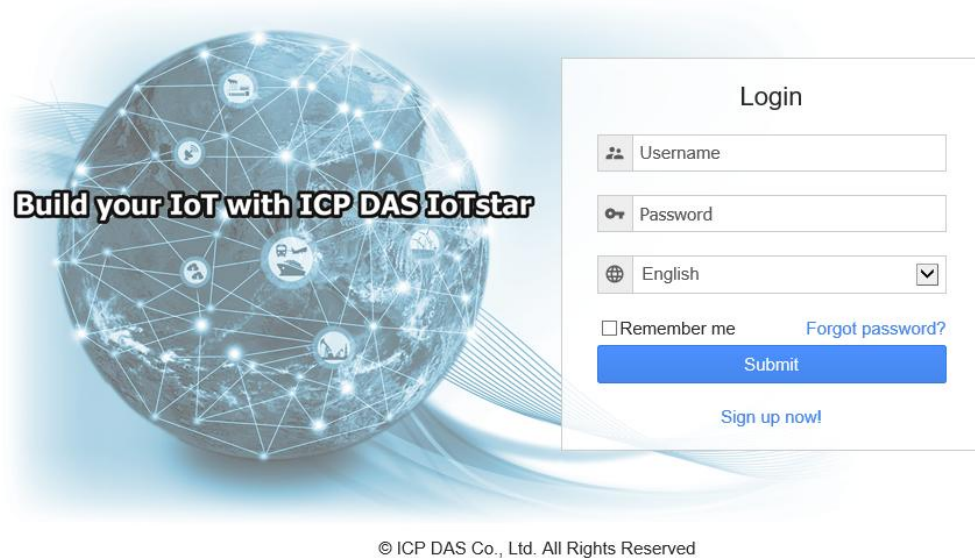 Build your IoT with ICP DAS IoTstar
Login
Username
Password
English
Remember me
Forgot password?
Submit
Sign up now!
© ICP DAS Co., Ltd. All Rights Reserved